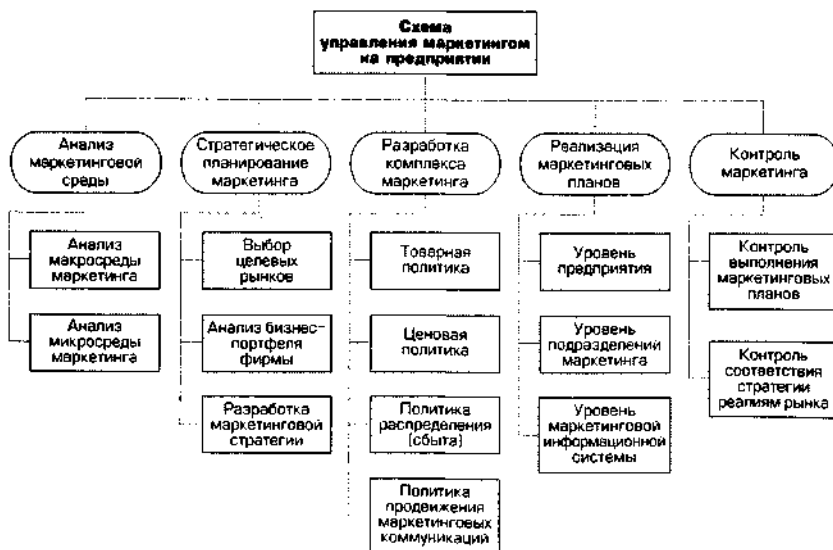 Схема
управления маркетингом
на предприятии
Анализ
маркетинговой
среды
Стратегическое
планирование
маркетинга
Разработка
комплекса
маркетинга
Реализация
маркетинговых
планов
Контроль
маркетинга
Анализ
макросреды
маркетинга
Анализ
микросреды
маркетинга
Выбор
целевых
рынков
Анализ бизнес-
портфеля
фирмы
Разработка
маркетинговой
стратегии
Товарная
политика
Ценовая
политика
Политика
распределения
(сбыта)
Политика
продвижения
маркетинговых
коммуникаций
Уровень
предприятия
Уровень
подразделений
маркетинга
Уровень
маркетинговой
информационной
системы
Контроль
выполнения
маркетинговых
планов
Контроль
соответствия
стратегии
реалиям рынка